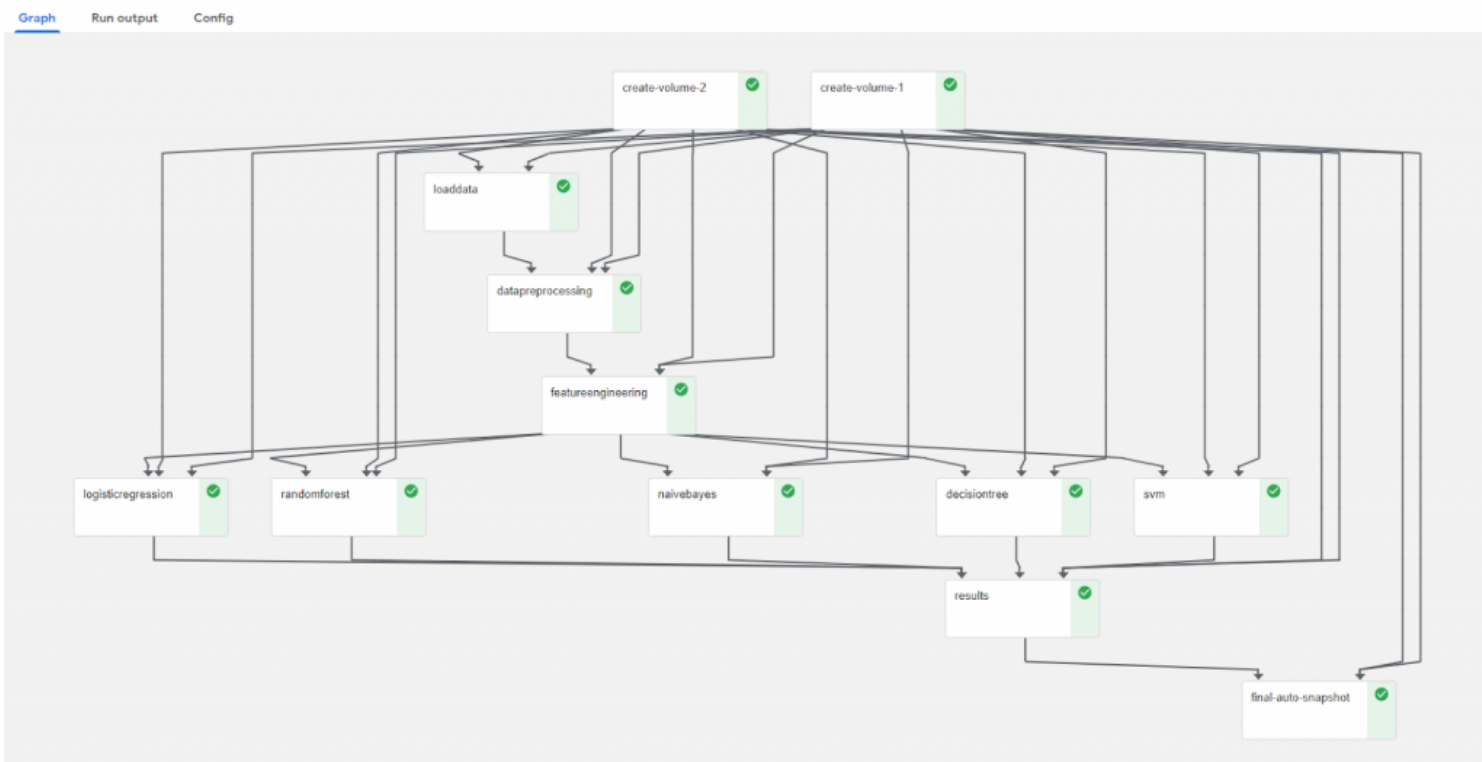 Graph Run output Config
create-volume-2 create-volume-1
loaddata
datapreprocessing
featureengineering
logisticregression randomforest naivebayes decisiontree svm
results
final-auto-snapshot